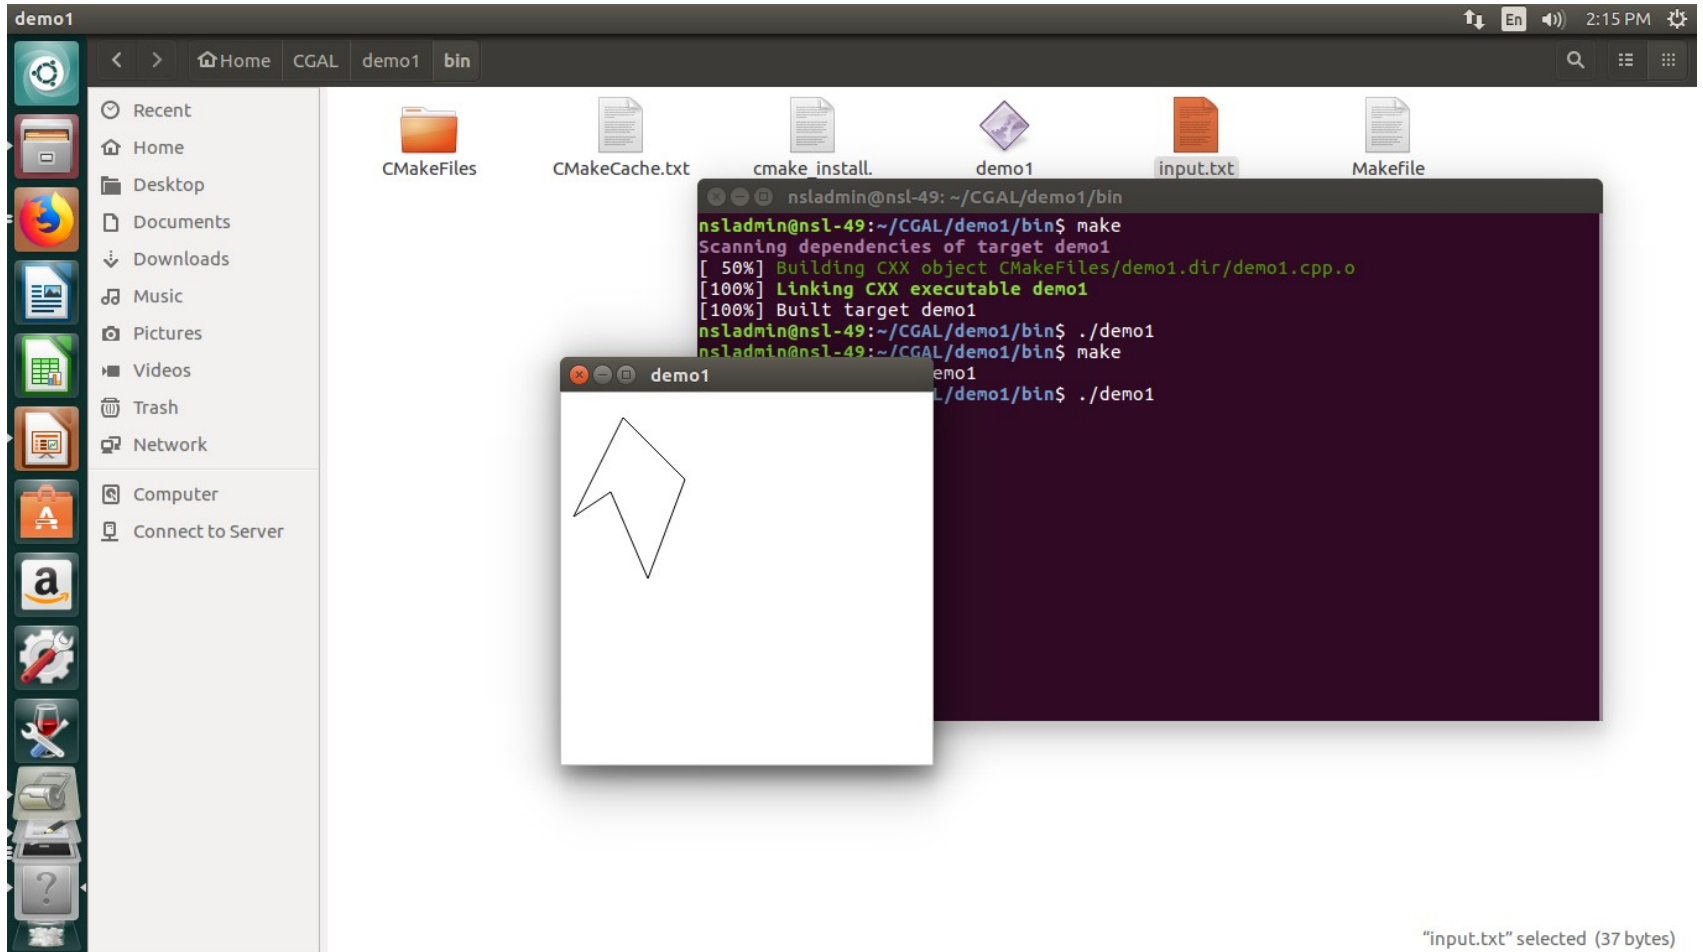 demo1
En
2:15 PM
Home CGAL demo1 bin
Recent
Home
Desktop
Documents
Downloads
Music
Pictures
Videos
Trash
Network
Computer
Connect to Server
CMakeFiles
CMakeCache.txt
cmake_install.
demo1
input.txt
Makefile
nsladmin@nsl-49: ~/CGAL/demo1/bin
nsladmin@nsl-49:~/CGAL/demo1/bin$ make
Scanning dependencies of target demo1
[ 50%] Building CXX object CMakeFiles/demo1.dir/demo1.cpp.o
[100%] Linking CXX executable demo1
[100%] Built target demo1
nsladmin@nsl-49:~/CGAL/demo1/bin$ ./demo1
nsladmin@nsl-49:~/CGAL/demo1/bin$ make
emo1
L/demo1/bin$ ./demo1
demo1
"input.txt" selected (37 bytes)